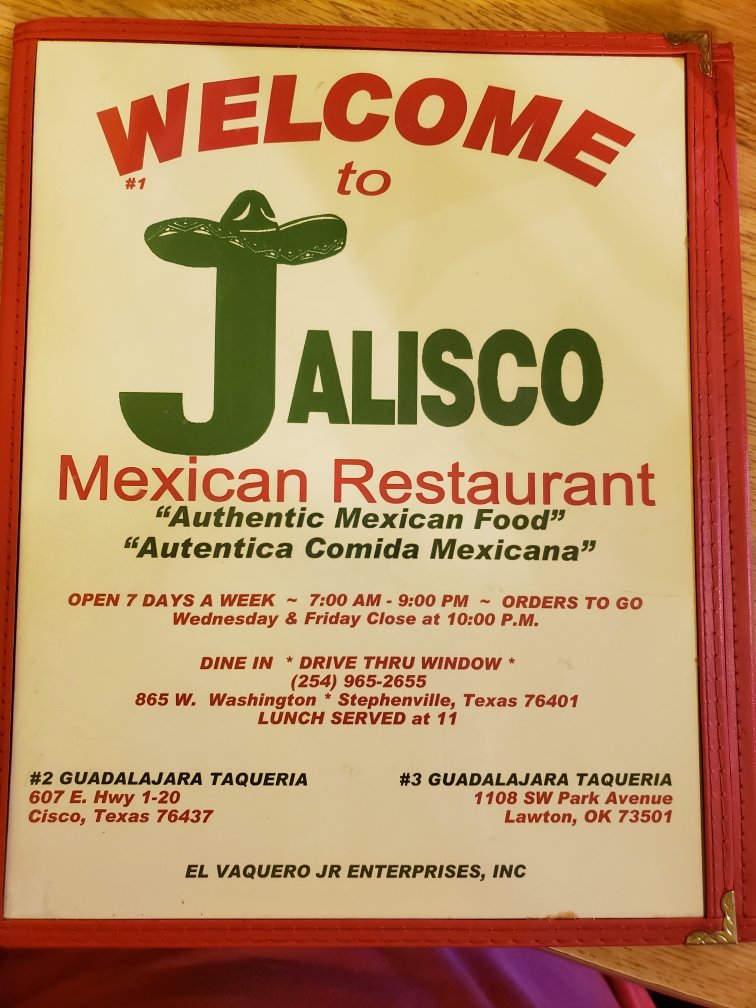 WELCOME
#1
to
JALISCO
Mexican Restaurant
“Authentic Mexican Food”
“Autentica Comida Mexicana”
OPEN 7 DAYS A WEEK ~ 7:00 AM - 9:00 PM ~ ORDERS TO GO
Wednesday & Friday Close at 10:00 P.M.
DINE IN * DRIVE THRU WINDOW *
(254) 965-2655
865 W. Washington * Stephenville, Texas 76401
LUNCH SERVED at 11
#2 GUADALAJARA TAQUERIA
607 E. Hwy 1-20
Cisco, Texas 76437
#3 GUADALAJARA TAQUERIA
1108 SW Park Avenue
Lawton, OK 73501
EL VAQUERO JR ENTERPRISES, INC